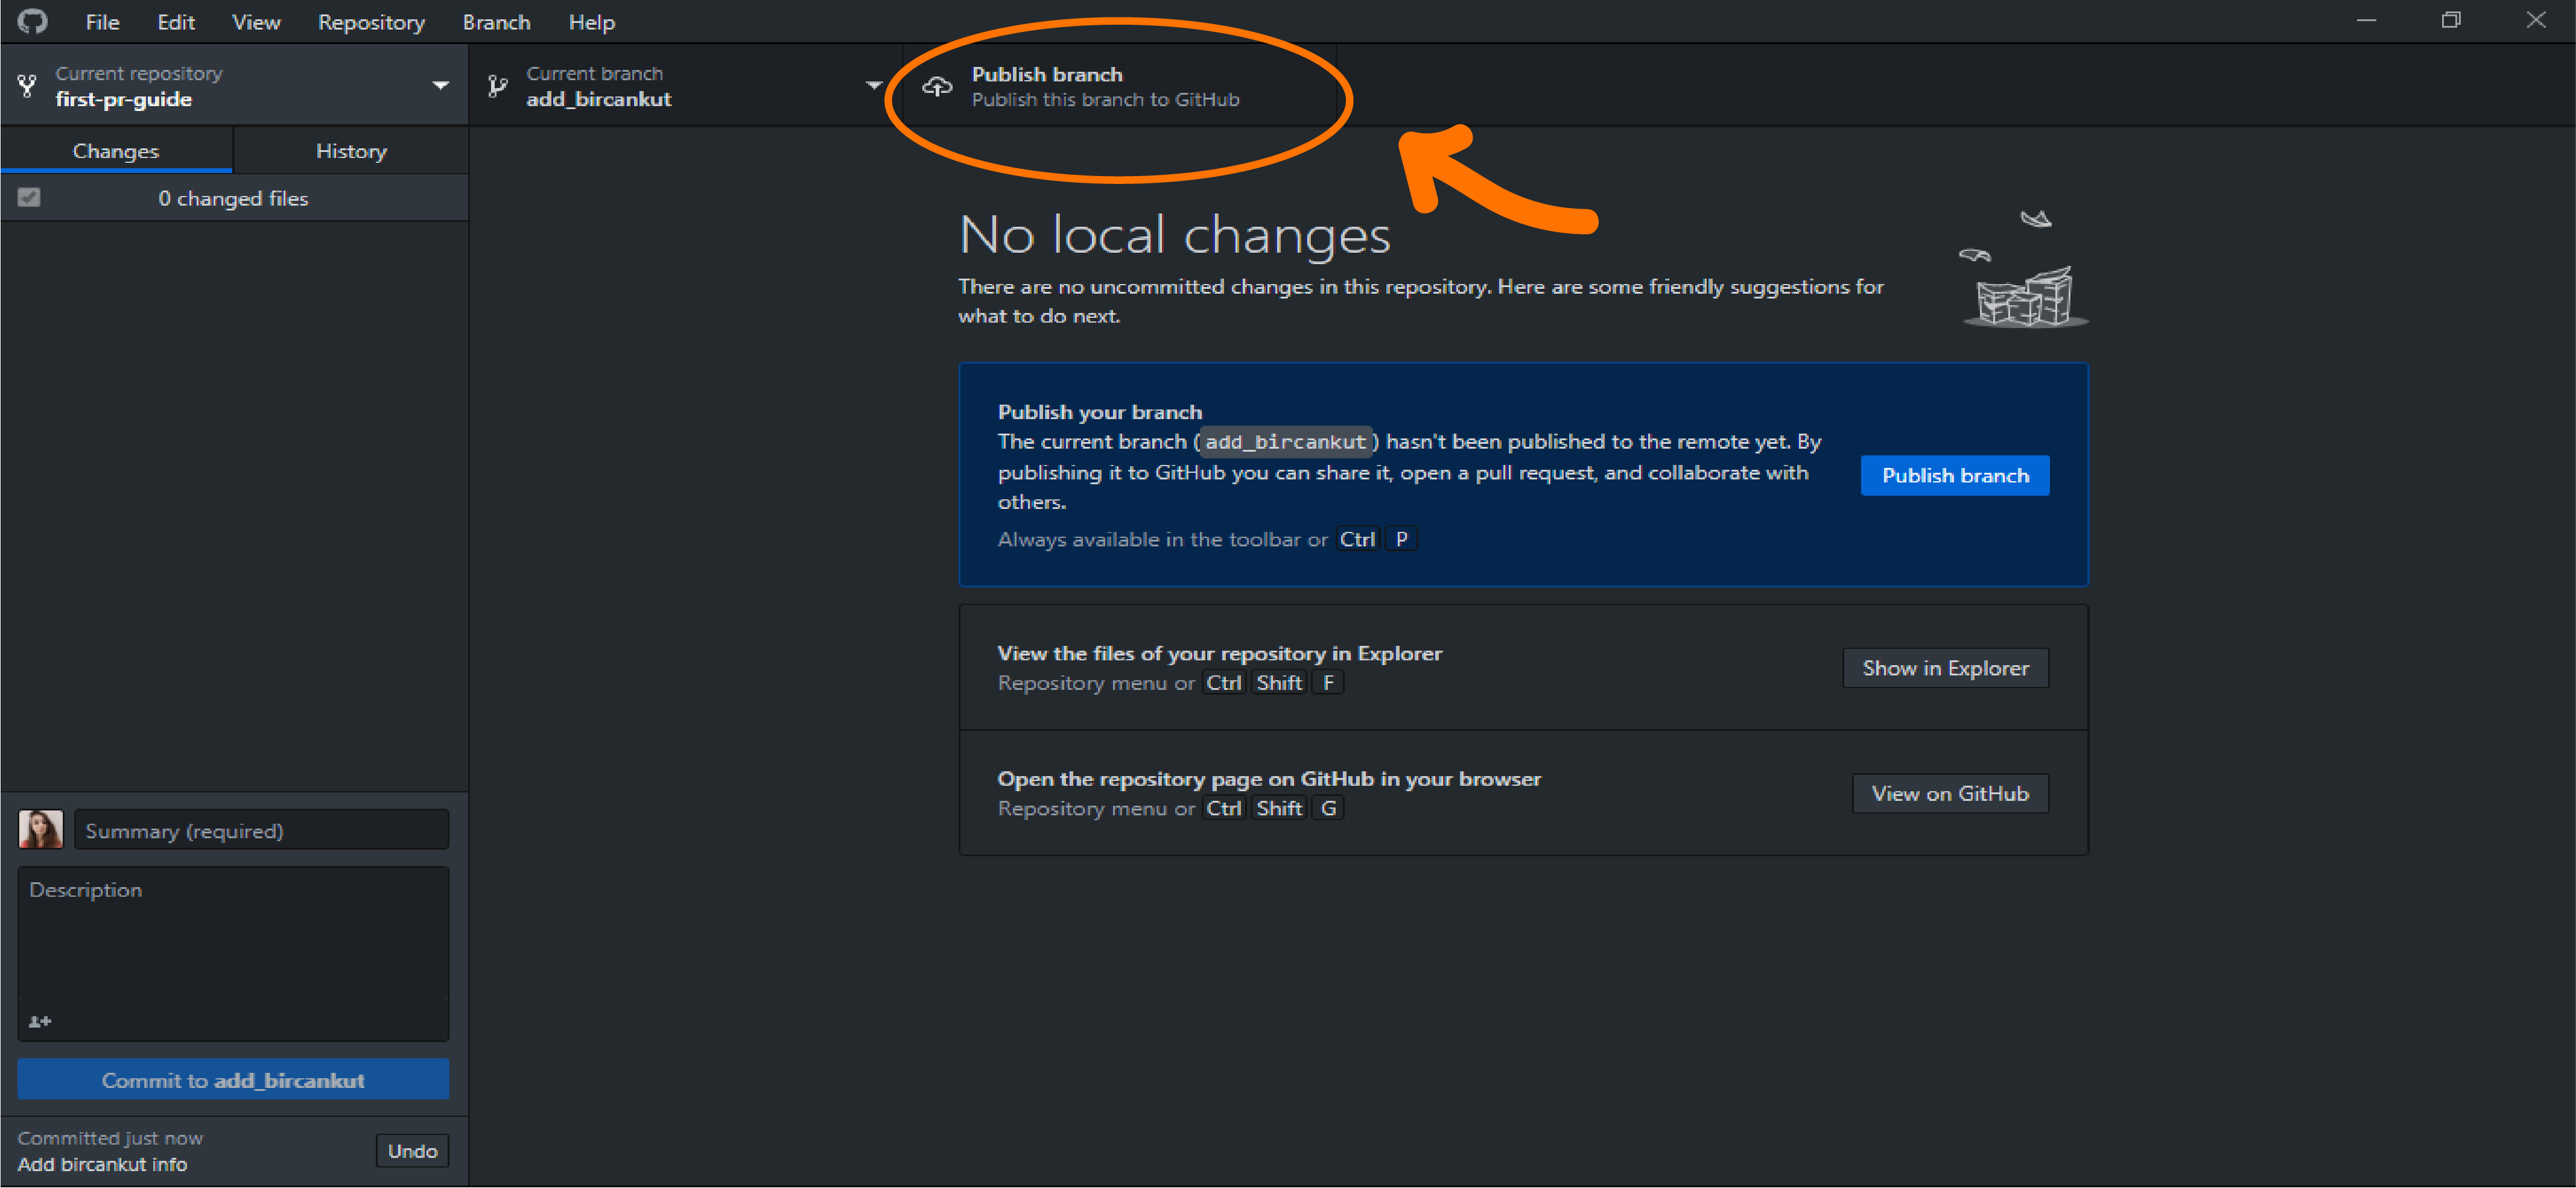 File Edit View Repository Branch Help
Current repository
first-pr-guide
Current branch
add_bircankut
Publish branch
Publish this branch to GitHub
Changes
History
0 changed files
No local changes
There are no uncommitted changes in this repository. Here are some friendly suggestions for
what to do next.
Publish your branch
The current branch (add_bircankut) hasn't been published to the remote yet. By
publishing it to GitHub you can share it, open a pull request, and collaborate with
others.
Always available in the toolbar or Ctrl P
Publish branch
View the files of your repository in Explorer
Repository menu or Ctrl Shift F
Show in Explorer
Open the repository page on GitHub in your browser
Repository menu or Ctrl Shift G
View on GitHub
Summary (required)
Description
Commit to add_bircankut
Committed just now
Add bircankut info
Undo